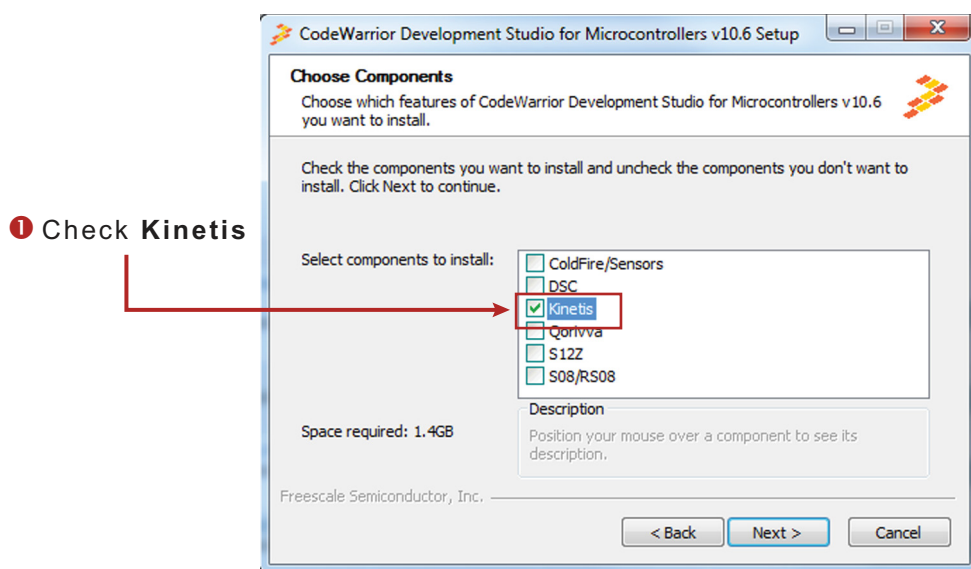 CodeWarrior Development Studio for Microcontrollers v10.6 Setup
Choose Components
Choose which features of CodeWarrior Development Studio for Microcontrollers v10.6
you want to install.
Check the components you want to install and uncheck the components you don't want to
install. Click Next to continue.
❶ Check Kinetis
Select components to install:
ColdFire/Sensors
DSC
Kinetis
Qorivva
S12Z
S08/RS08
Space required: 1.4GB
Description
Position your mouse over a component to see its
description.
Freescale Semiconductor, Inc.
< Back
Next >
Cancel